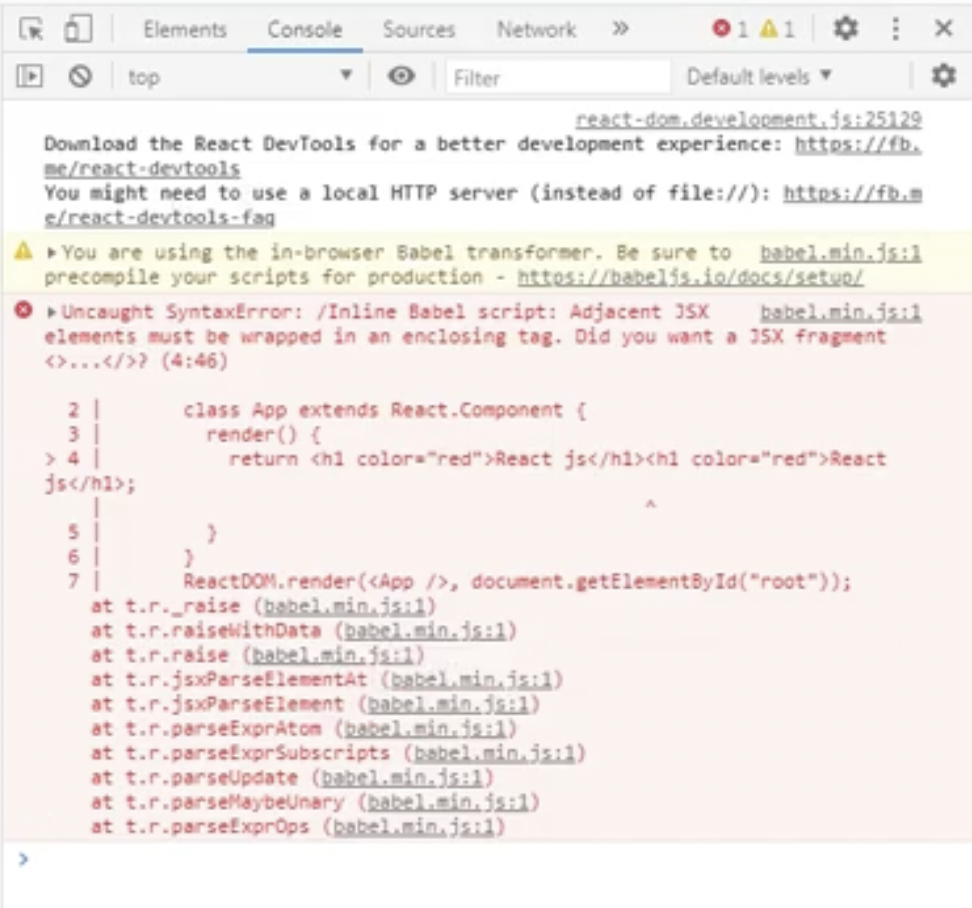 Elements Console Sources Network » 1 1
top Filter Default levels ▼
react-dom.development.js:25129
Download the React DevTools for a better development experience: https://fb.
me/react-devtools
You might need to use a local HTTP server (instead of file://): https://fb.m
e/react-devtools-faq
You are using the in-browser Babel transformer. Be sure to babel.min.js:1
precompile your scripts for production - https://babeljs.io/docs/setup/
Uncaught SyntaxError: /Inline Babel script: Adjacent JSX babel.min.js:1
elements must be wrapped in an enclosing tag. Did you want a JSX fragment
<>...</>? (4:46)
2 | class App extends React.Component {
3 | render() {
> 4 | return <h1 color="red">React js</h1><h1 color="red">React
js</h1>;
| ^
5 | }
6 | }
7 | ReactDOM.render(<App />, document.getElementById("root"));
at t.r._raise (babel.min.js:1)
at t.r.raiseWithData (babel.min.js:1)
at t.r.raise (babel.min.js:1)
at t.r.jsxParseElementAt (babel.min.js:1)
at t.r.jsxParseElement (babel.min.js:1)
at t.r.parseExprAtom (babel.min.js:1)
at t.r.parseExprSubscripts (babel.min.js:1)
at t.r.parseUpdate (babel.min.js:1)
at t.r.parseMaybeUnary (babel.min.js:1)
at t.r.parseExprOps (babel.min.js:1)
>